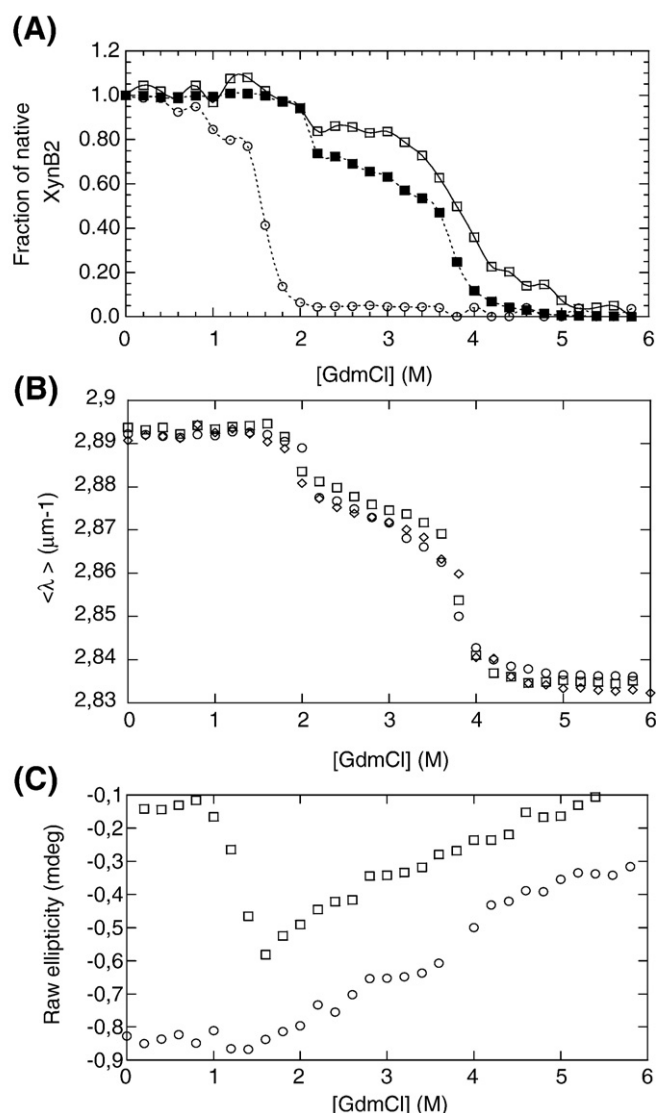 (A)
1.2
1.0
0.80
0.60
0.40
0.20
0.0
Fraction of native
XynB2
0 1 2 3 4 5 6
[GdmCl] (M)
(B)
2,9
2,89
2,88
2,87
2,86
2,85
2,84
2,83
<λ> (µm-1)
0 1 2 3 4 5 6
[GdmCl] (M)
(C)
-0,1
-0,2
-0,3
-0,4
-0,5
-0,6
-0,7
-0,8
-0,9
Raw ellipticity (mdeg)
0 1 2 3 4 5 6
[GdmCl] (M)